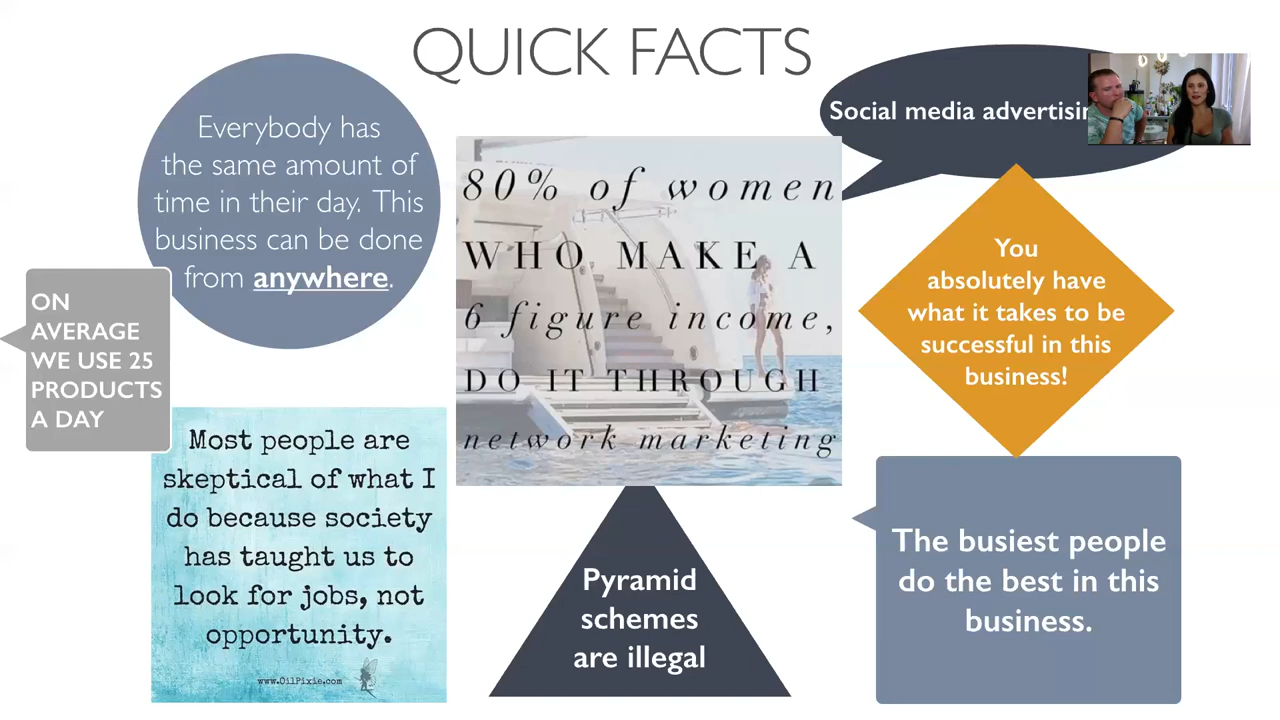 QUICK FACTS
Everybody has
the same amount of
time in their day. This
business can be done
from anywhere.
Social media
80% of women
WHO MAKE A
6 figure income,
DO IT THROUGH
network marketing
You
absolutely have
what it takes to be
successful in this
business!
ON
AVERAGE
WE USE 25
PRODUCTS
A DAY
Most people are
skeptical of what I
do because society
has taught us to
look for jobs, not
opportunity.
www.OilPixie.com
Pyramid
schemes
are illegal
The busiest people
do the best in this
business.